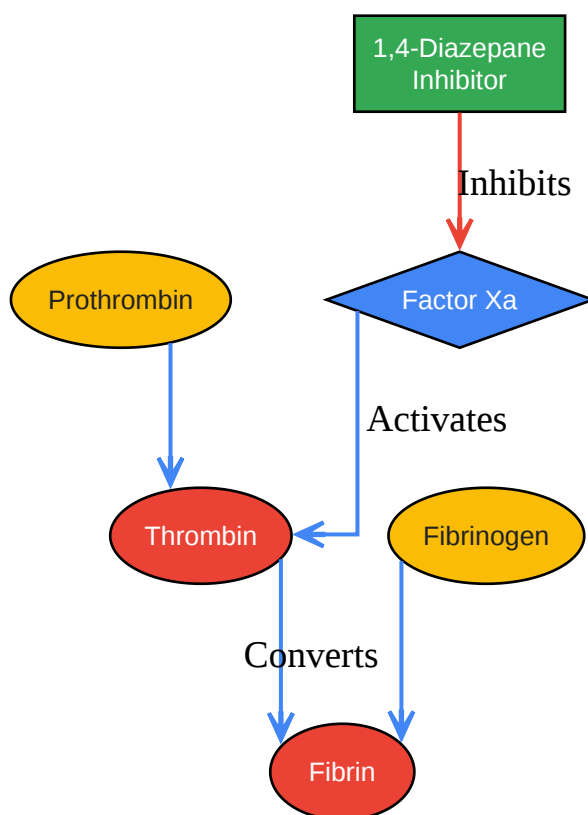 1,4-Diazepane
Inhibitor
Inhibits
Prothrombin
Factor Xa
Activates
Thrombin
Fibrinogen
Converts
Fibrin